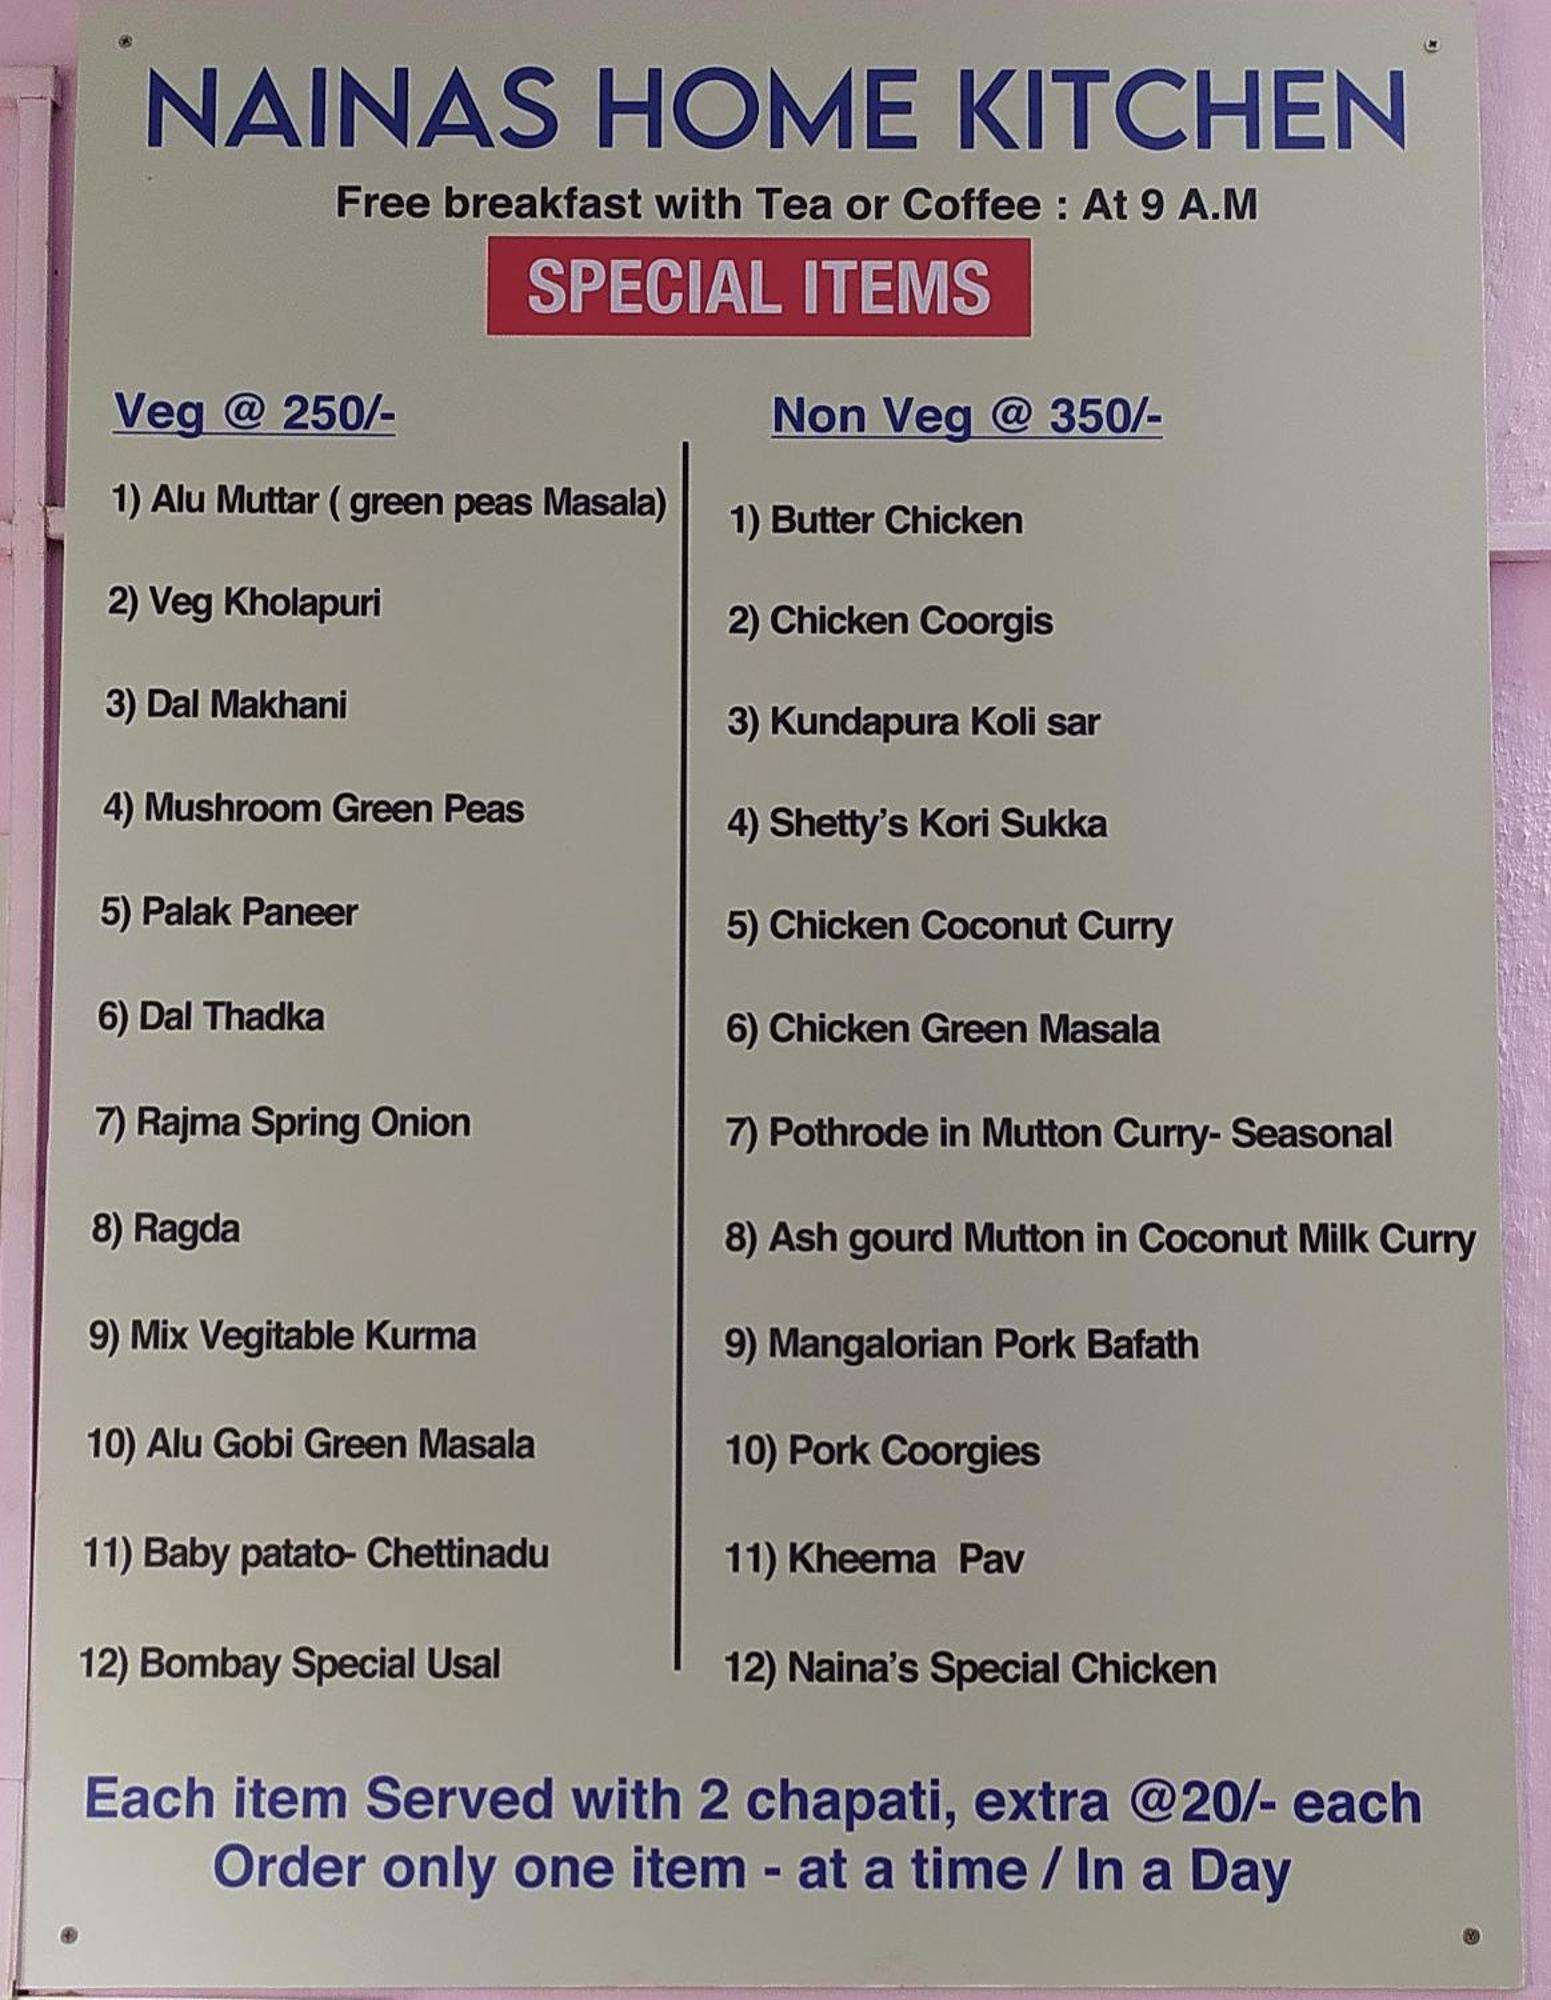 NAINAS HOME KITCHEN
Free breakfast with Tea or Coffee : At 9 A.M
SPECIAL ITEMS
Veg @ 250/-
1) Alu Muttar ( green peas Masala)
2) Veg Kholapuri
3) Dal Makhani
4) Mushroom Green Peas
5) Palak Paneer
6) Dal Thadka
7) Rajma Spring Onion
8) Ragda
9) Mix Vegitable Kurma
10) Alu Gobi Green Masala
11) Baby patato- Chettinadu
12) Bombay Special Usal
Non Veg @ 350/-
1) Butter Chicken
2) Chicken Coorgis
3) Kundapura Koli sar
4) Shetty’s Kori Sukka
5) Chicken Coconut Curry
6) Chicken Green Masala
7) Pothrode in Mutton Curry- Seasonal
8) Ash gourd Mutton in Coconut Milk Curry
9) Mangalorian Pork Bafath
10) Pork Coorgies
11) Kheema Pav
12) Naina’s Special Chicken
Each item Served with 2 chapati, extra @20/- each
Order only one item - at a time / In a Day